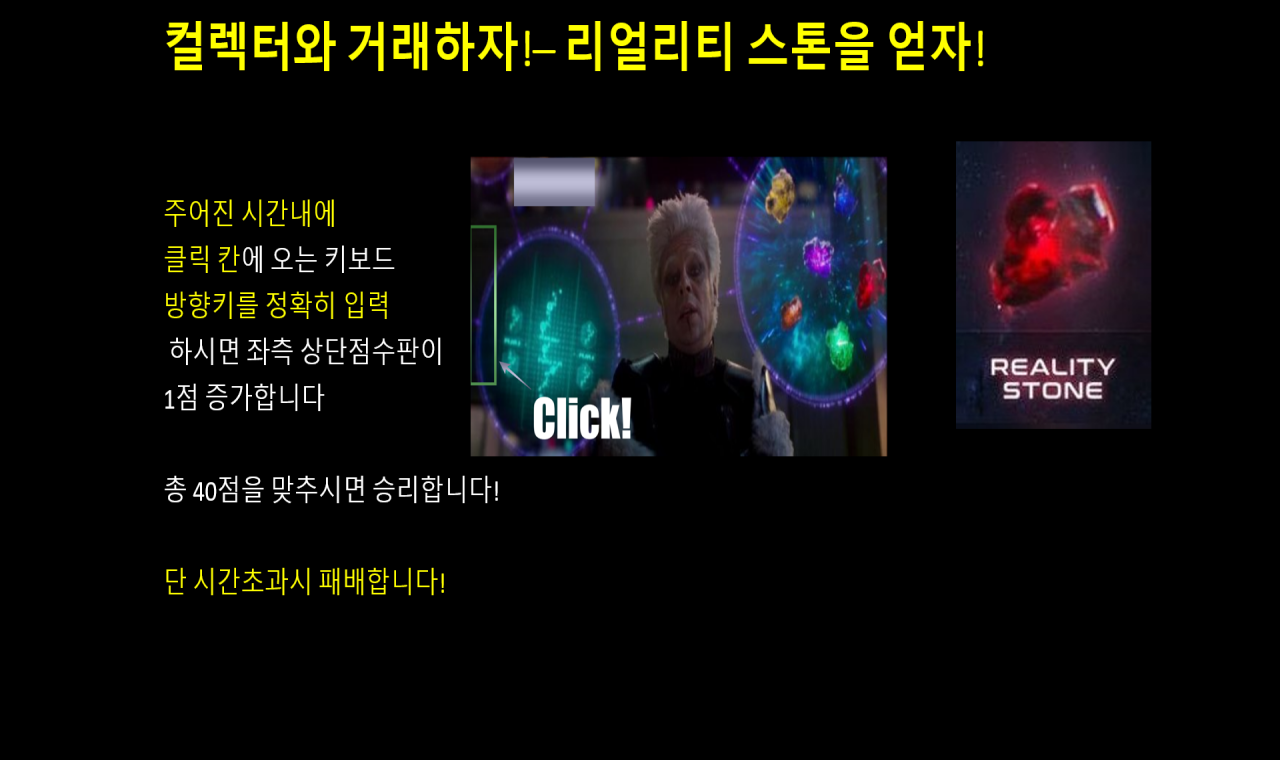 컬렉터와 거래하자!– 리얼리티 스톤을 얻자!
주어진 시간내에
클릭 칸에 오는 키보드
방향키를 정확히 입력
하시면 좌측 상단점수판이
1점 증가합니다
총 40점을 맞추시면 승리합니다!
단 시간초과시 패배합니다!
Click!
REALITY
STONE